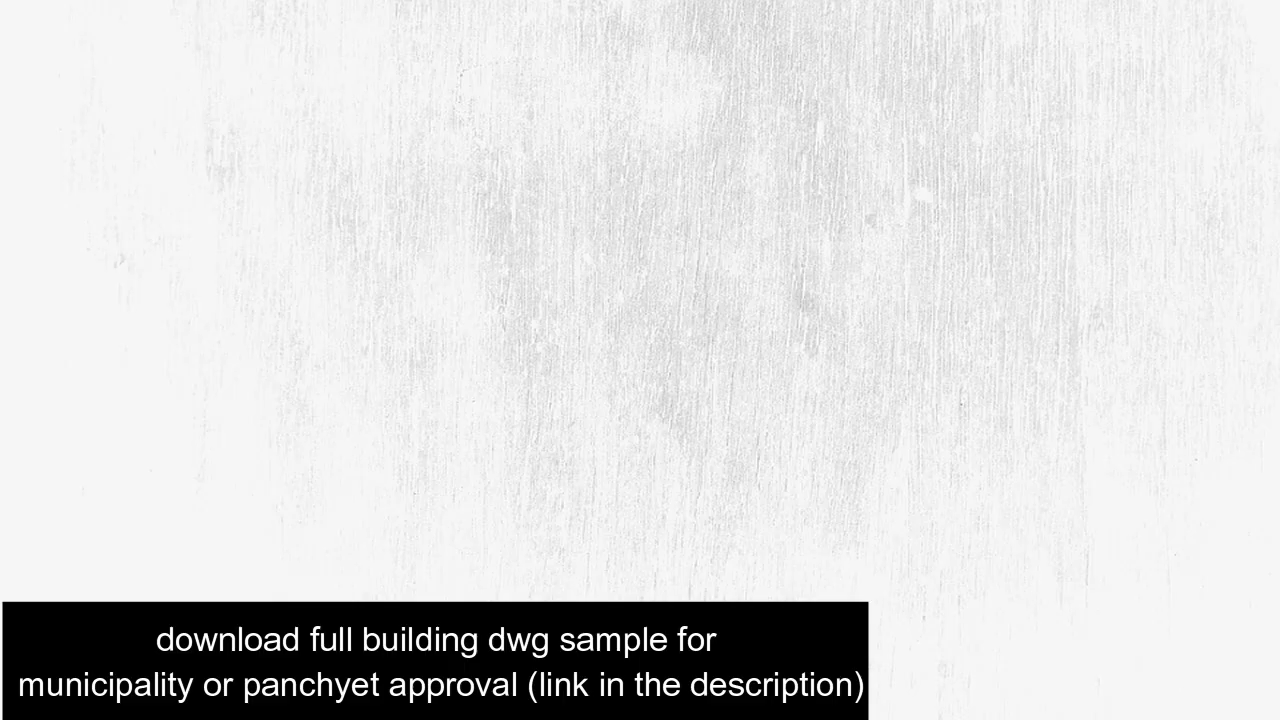 download full building dwg sample for
municipality or panchyet approval (link in the description)